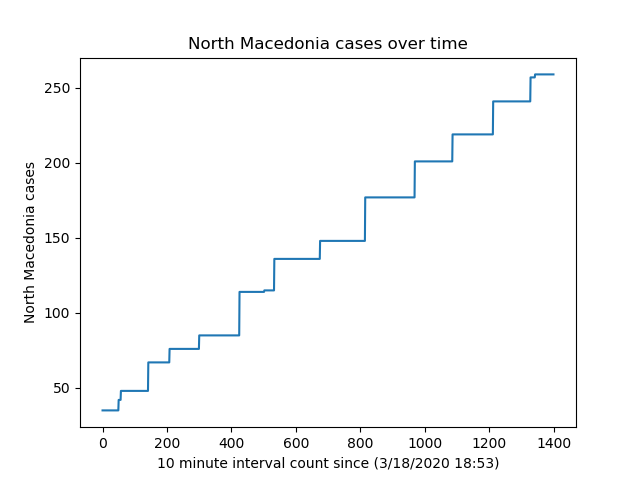 North Macedonia cases over time
North Macedonia cases
250
200
150
100
50
0 200 400 600 800 1000 1200 1400
10 minute interval count since (3/18/2020 18:53)